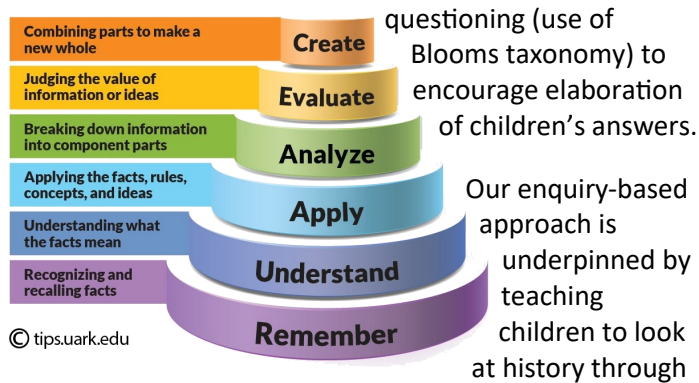 Combining parts to make a
new whole
Create
Judging the value of
information or ideas
Evaluate
Breaking down information
into component parts
Analyze
Applying the facts, rules,
concepts, and ideas
Apply
Understanding what
the facts mean
Understand
Recognizing and
recalling facts
Remember
© tips.uark.edu
questioning (use of
Blooms taxonomy) to
encourage elaboration
of children’s answers.
Our enquiry-based
approach is
underpinned by
teaching
children to look
at history through